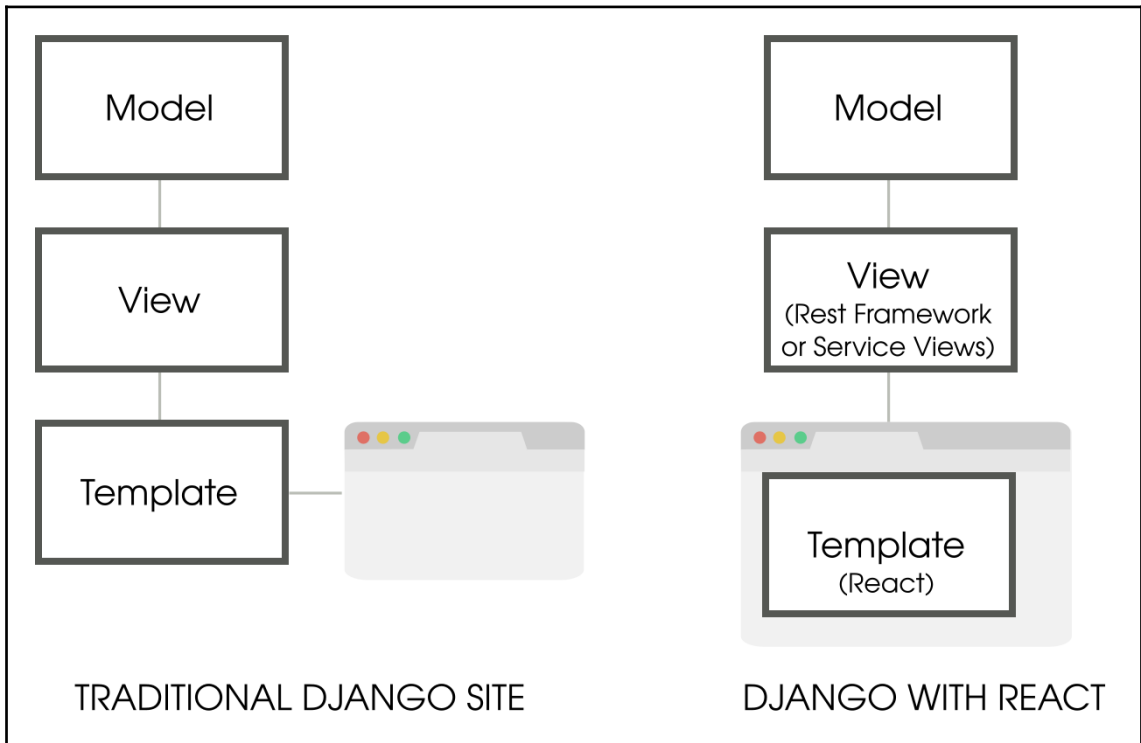 Model
View
Template
TRADITIONAL DJANGO SITE
Model
View
(Rest Framework
or Service Views)
Template
(React)
DJANGO WITH REACT